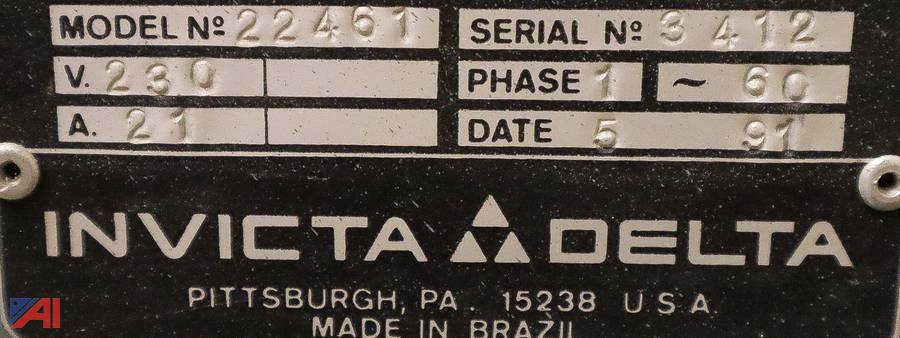 MODEL Nº 22461
SERIAL Nº 3412
V. 230
PHASE 1 ~ 60
A. 21
DATE 5 91
INVICTA DELTA
PITTSBURGH, PA. 15238 U S A
MADE IN BRAZIL
AI